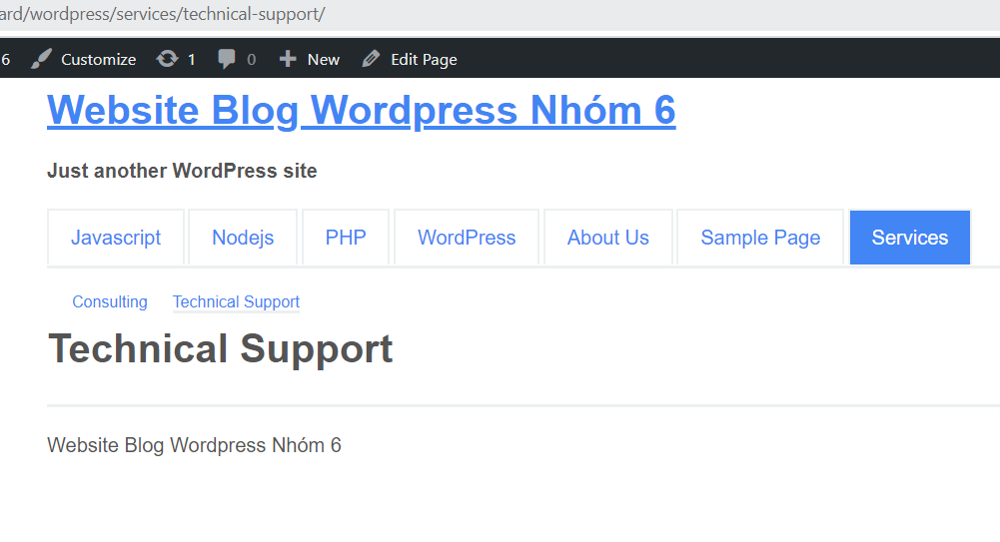 ard/wordpress/services/technical-support/
6 Customize 1 0 New Edit Page
Website Blog Wordpress Nhóm 6
Just another WordPress site
Javascript Nodejs PHP WordPress About Us Sample Page Services
Consulting Technical Support
Technical Support
Website Blog Wordpress Nhóm 6